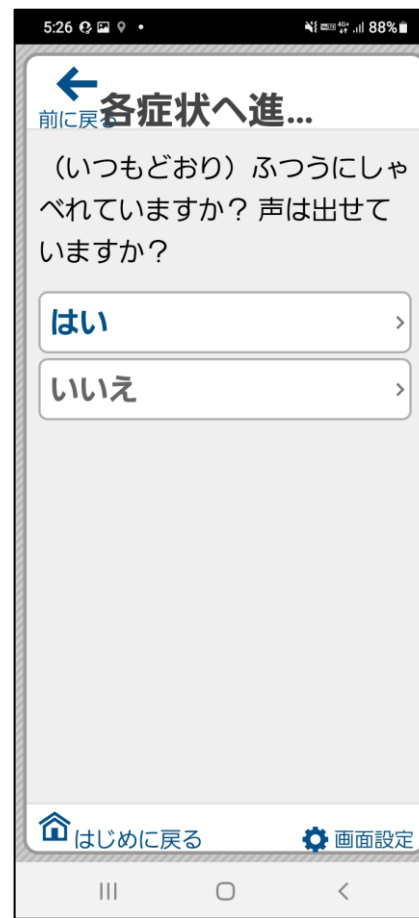 5:26
88%
前に戻る
各症状へ進...
（いつもどおり）ふつうにしゃ
べれていますか？ 声は出せて
いますか？
はい
いいえ
はじめに戻る
画面設定